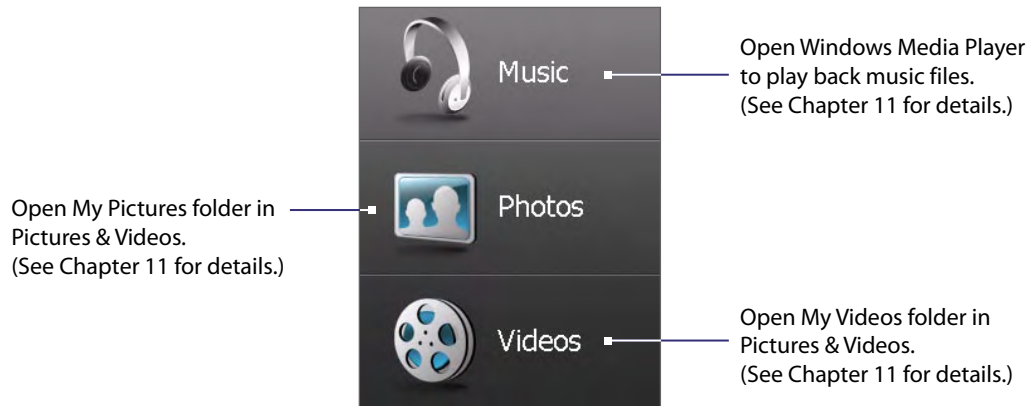 Music
Open Windows Media Player
to play back music files.
(See Chapter 11 for details.)
Open My Pictures folder in
Pictures & Videos.
(See Chapter 11 for details.)
Photos
Videos
Open My Videos folder in
Pictures & Videos.
(See Chapter 11 for details.)